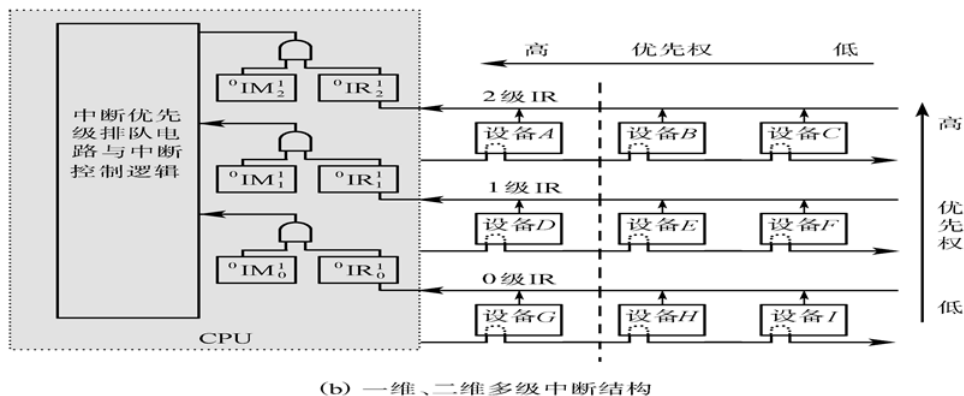 高 优先权 低
中断优先
级排队电
路与中断
控制逻辑
0IM12 0IR12
2级IR
设备A 设备B 设备C
高
0IM11 0IR11
1级IR
设备D 设备E 设备F
优先权
0IM10 0IR10
0级IR
设备G 设备H 设备I
低
CPU
(b) 一维、二维多级中断结构